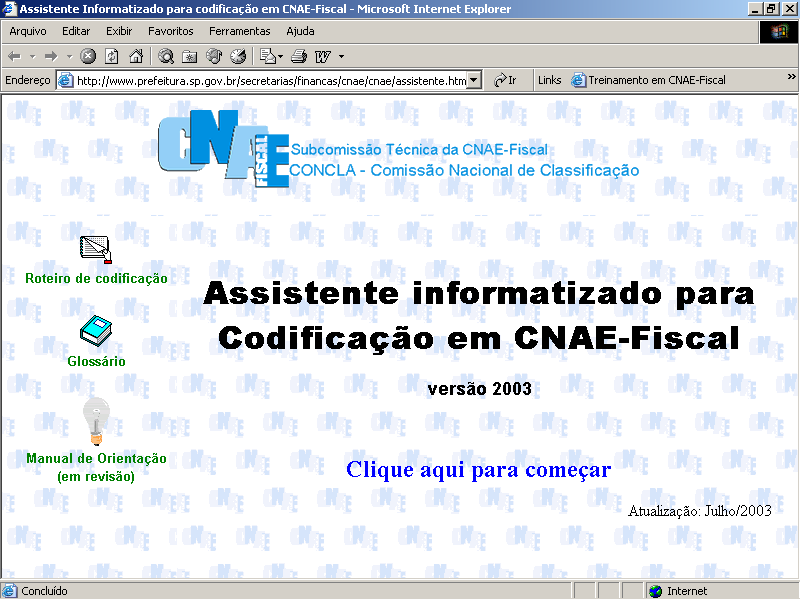 Assistente Informatizado para codificação em CNAE-Fiscal - Microsoft Internet Explorer
Arquivo Editar Exibir Favoritos Ferramentas Ajuda
Endereço http://www.prefeitura.sp.gov.br/secretarias/financas/cnae/cnae/assistente.htm Ir Links Treinamento em CNAE-Fiscal »
CNAE FISCAL
Subcomissão Técnica da CNAE-Fiscal
CONCLA - Comissão Nacional de Classificação
Roteiro de codificação
Glossário
Manual de Orientação
(em revisão)
Assistente informatizado para
Codificação em CNAE-Fiscal
versão 2003
Clique aqui para começar
Atualização: Julho/2003
Concluído Internet